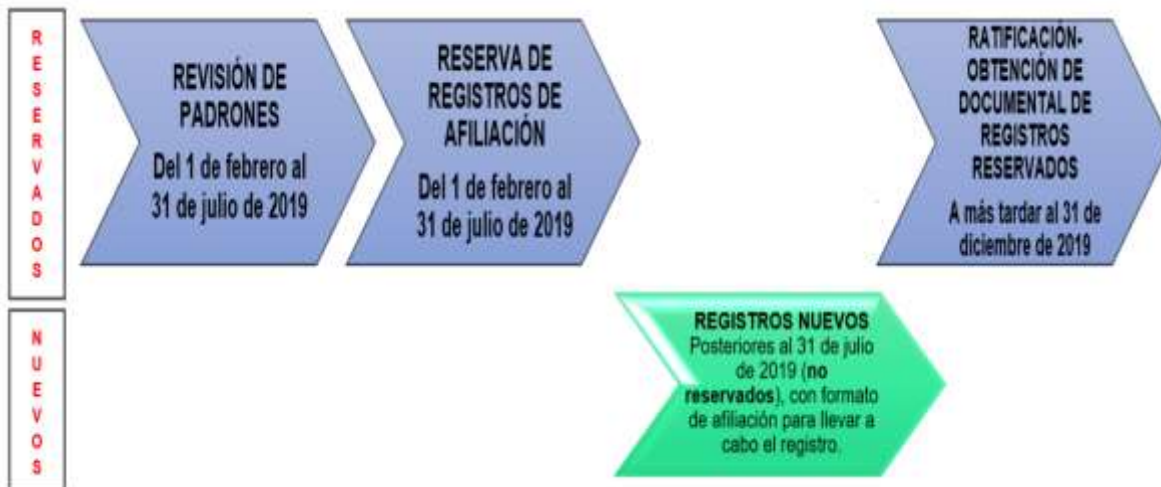 RESERVADOS
REVISIÓN DE
PADRONES
Del 1 de febrero al
31 de julio de 2019
RESERVA DE
REGISTROS DE
AFILIACIÓN
Del 1 de febrero al
31 de julio de 2019
RATIFICACIÓN-
OBTENCIÓN DE
DOCUMENTAL DE
REGISTROS
RESERVADOS
A más tardar al 31 de
diciembre de 2019
NUEVOS
REGISTROS NUEVOS
Posteriores al 31 de julio
de 2019 (no
reservados), con formato
de afiliación para llevar a
cabo el registro.